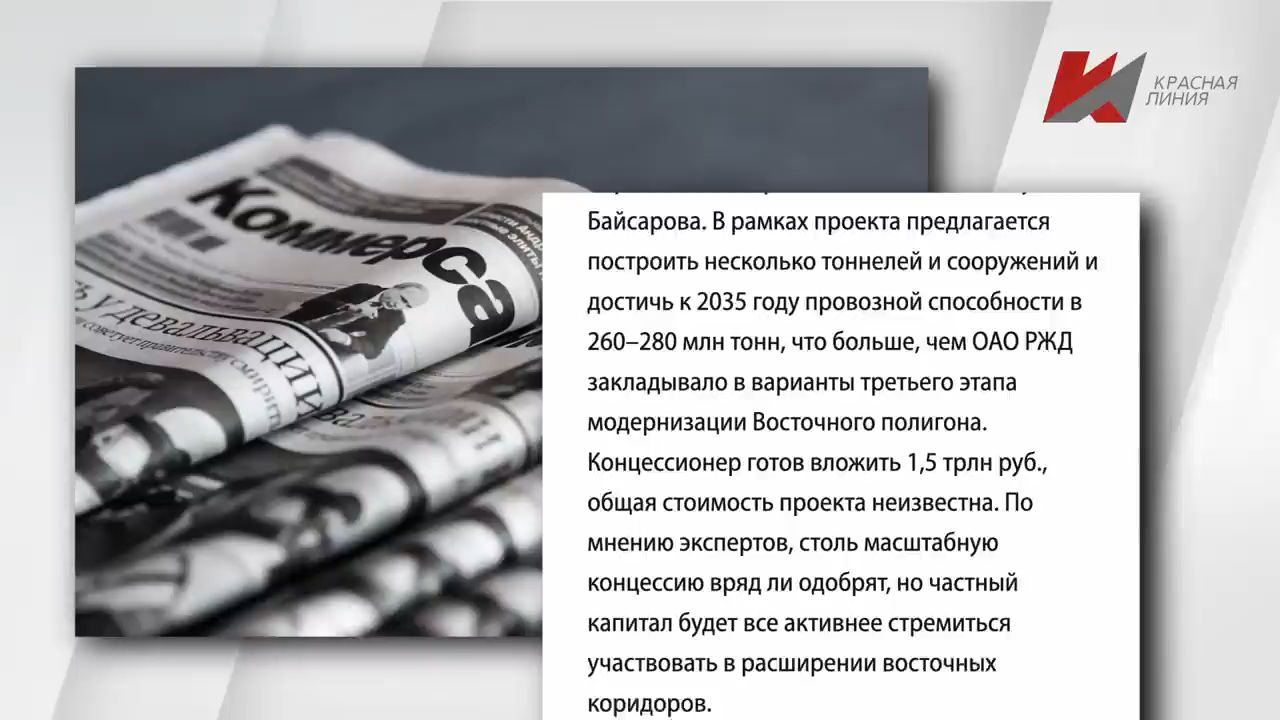 КРАСНАЯ
ЛИНИЯ
Коммерса
ь у девальвации
Байсарова. В рамках проекта предлагается
построить несколько тоннелей и сооружений и
достичь к 2035 году провозной способности в
260–280 млн тонн, что больше, чем ОАО РЖД
закладывало в варианты третьего этапа
модернизации Восточного полигона.
Концессионер готов вложить 1,5 трлн руб.,
общая стоимость проекта неизвестна. По
мнению экспертов, столь масштабную
концессию вряд ли одобрят, но частный
капитал будет все активнее стремиться
участвовать в расширении восточных
коридоров.